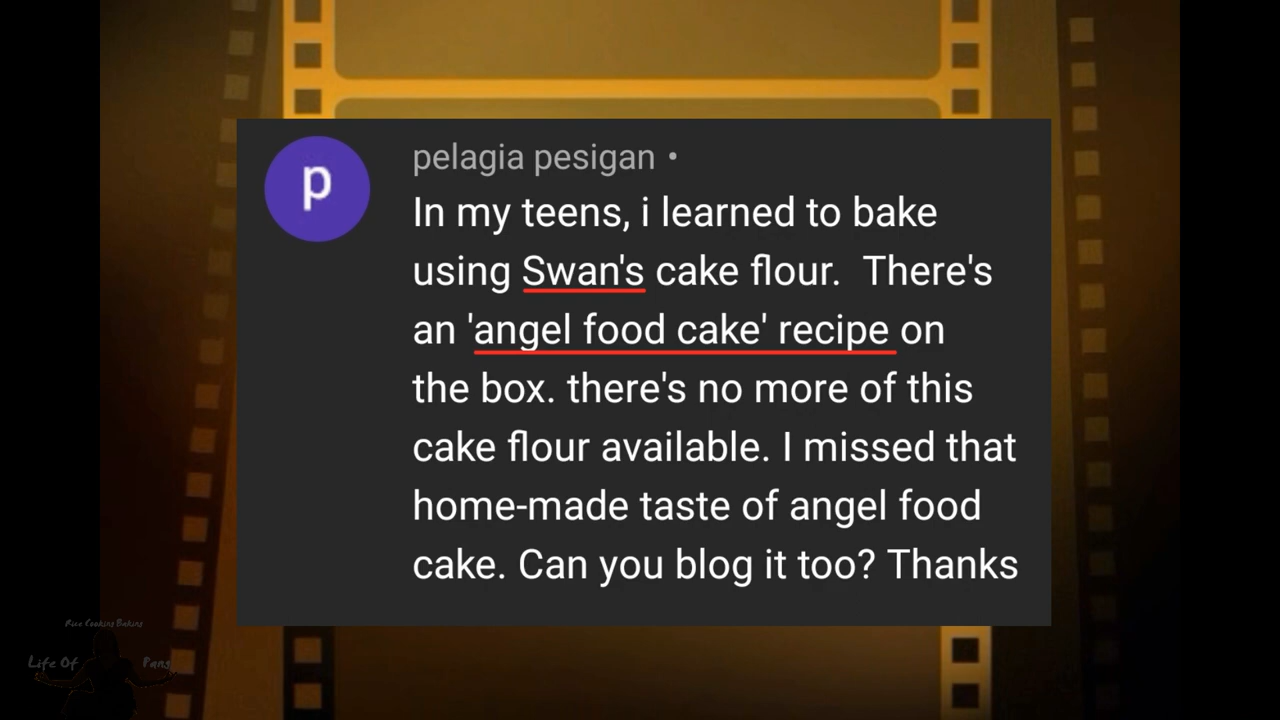 p
pelagia pesigan •
In my teens, i learned to bake
using Swan's cake flour.  There's
an 'angel food cake' recipe on
the box. there's no more of this
cake flour available. I missed that
home-made taste of angel food
cake. Can you blog it too? Thanks
Life Of Pans